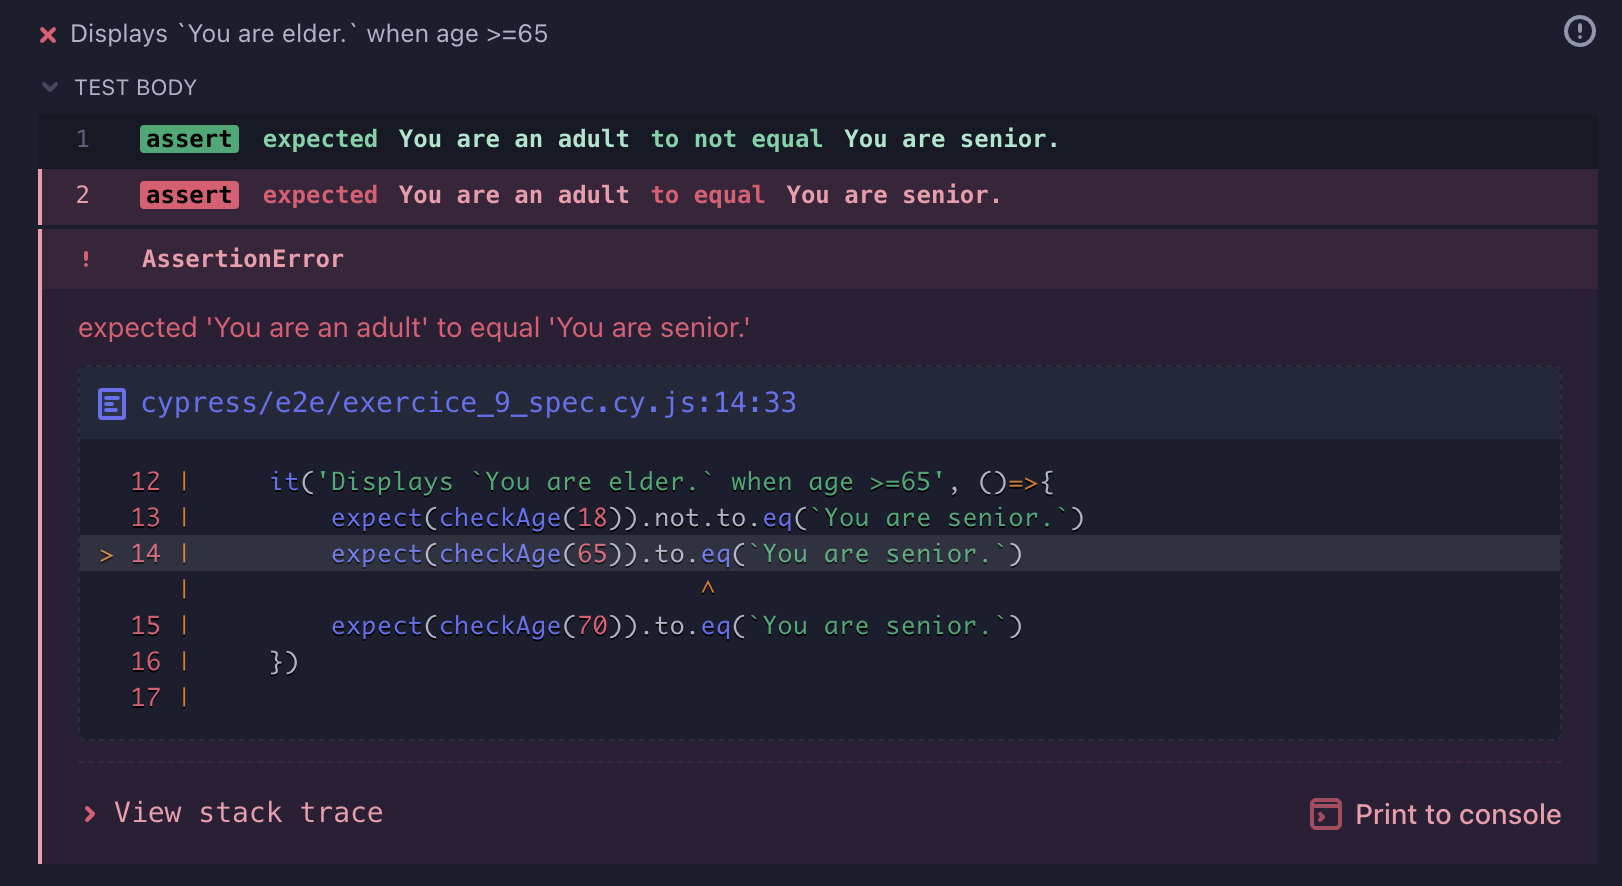 Displays `You are elder.` when age >=65
TEST BODY
1 assert expected You are an adult to not equal You are senior.
2 assert expected You are an adult to equal You are senior.
! AssertionError
expected 'You are an adult' to equal 'You are senior.'
cypress/e2e/exercice_9_spec.cy.js:14:33
12 | it('Displays `You are elder.` when age >=65', ()=>{
13 | expect(checkAge(18)).not.to.eq(`You are senior.`)
> 14 | expect(checkAge(65)).to.eq(`You are senior.`)
| ^
15 | expect(checkAge(70)).to.eq(`You are senior.`)
16 | })
17 |
View stack trace
Print to console